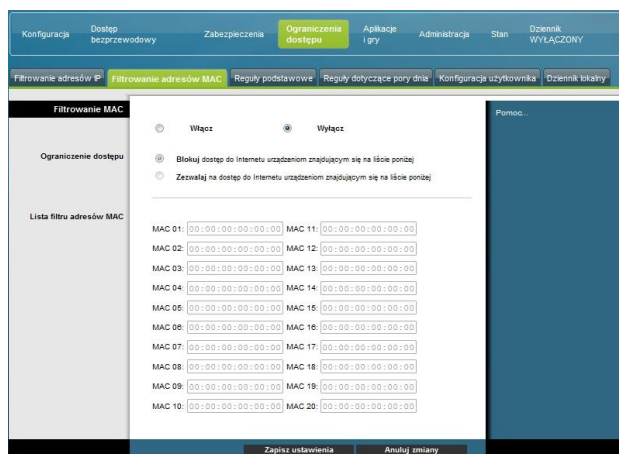 Konfiguracja
Dostęp
bezprzewodowy
Zabezpieczenia
Ograniczenia
dostępu
Aplikacje
i gry
Administracja
Stan
Dziennik
WYŁĄCZONY
Filtrowanie adresów IP
Filtrowanie adresów MAC
Reguły podstawowe
Reguły dotyczące pory dnia
Konfiguracja użytkownika
Dziennik lokalny
Filtrowanie MAC
Włącz
Wyłącz
Pomoc...
Ograniczenie dostępu
Blokuj dostęp do Internetu urządzeniom znajdującym się na liście poniżej
Zezwalaj na dostęp do Internetu urządzeniom znajdującym się na liście poniżej
Lista filtru adresów MAC
MAC 01: 00:00:00:00:00:00 MAC 11: 00:00:00:00:00:00
MAC 02: 00:00:00:00:00:00 MAC 12: 00:00:00:00:00:00
MAC 03: 00:00:00:00:00:00 MAC 13: 00:00:00:00:00:00
MAC 04: 00:00:00:00:00:00 MAC 14: 00:00:00:00:00:00
MAC 05: 00:00:00:00:00:00 MAC 15: 00:00:00:00:00:00
MAC 06: 00:00:00:00:00:00 MAC 16: 00:00:00:00:00:00
MAC 07: 00:00:00:00:00:00 MAC 17: 00:00:00:00:00:00
MAC 08: 00:00:00:00:00:00 MAC 18: 00:00:00:00:00:00
MAC 09: 00:00:00:00:00:00 MAC 19: 00:00:00:00:00:00
MAC 10: 00:00:00:00:00:00 MAC 20: 00:00:00:00:00:00
Zapisz ustawienia
Anuluj zmiany